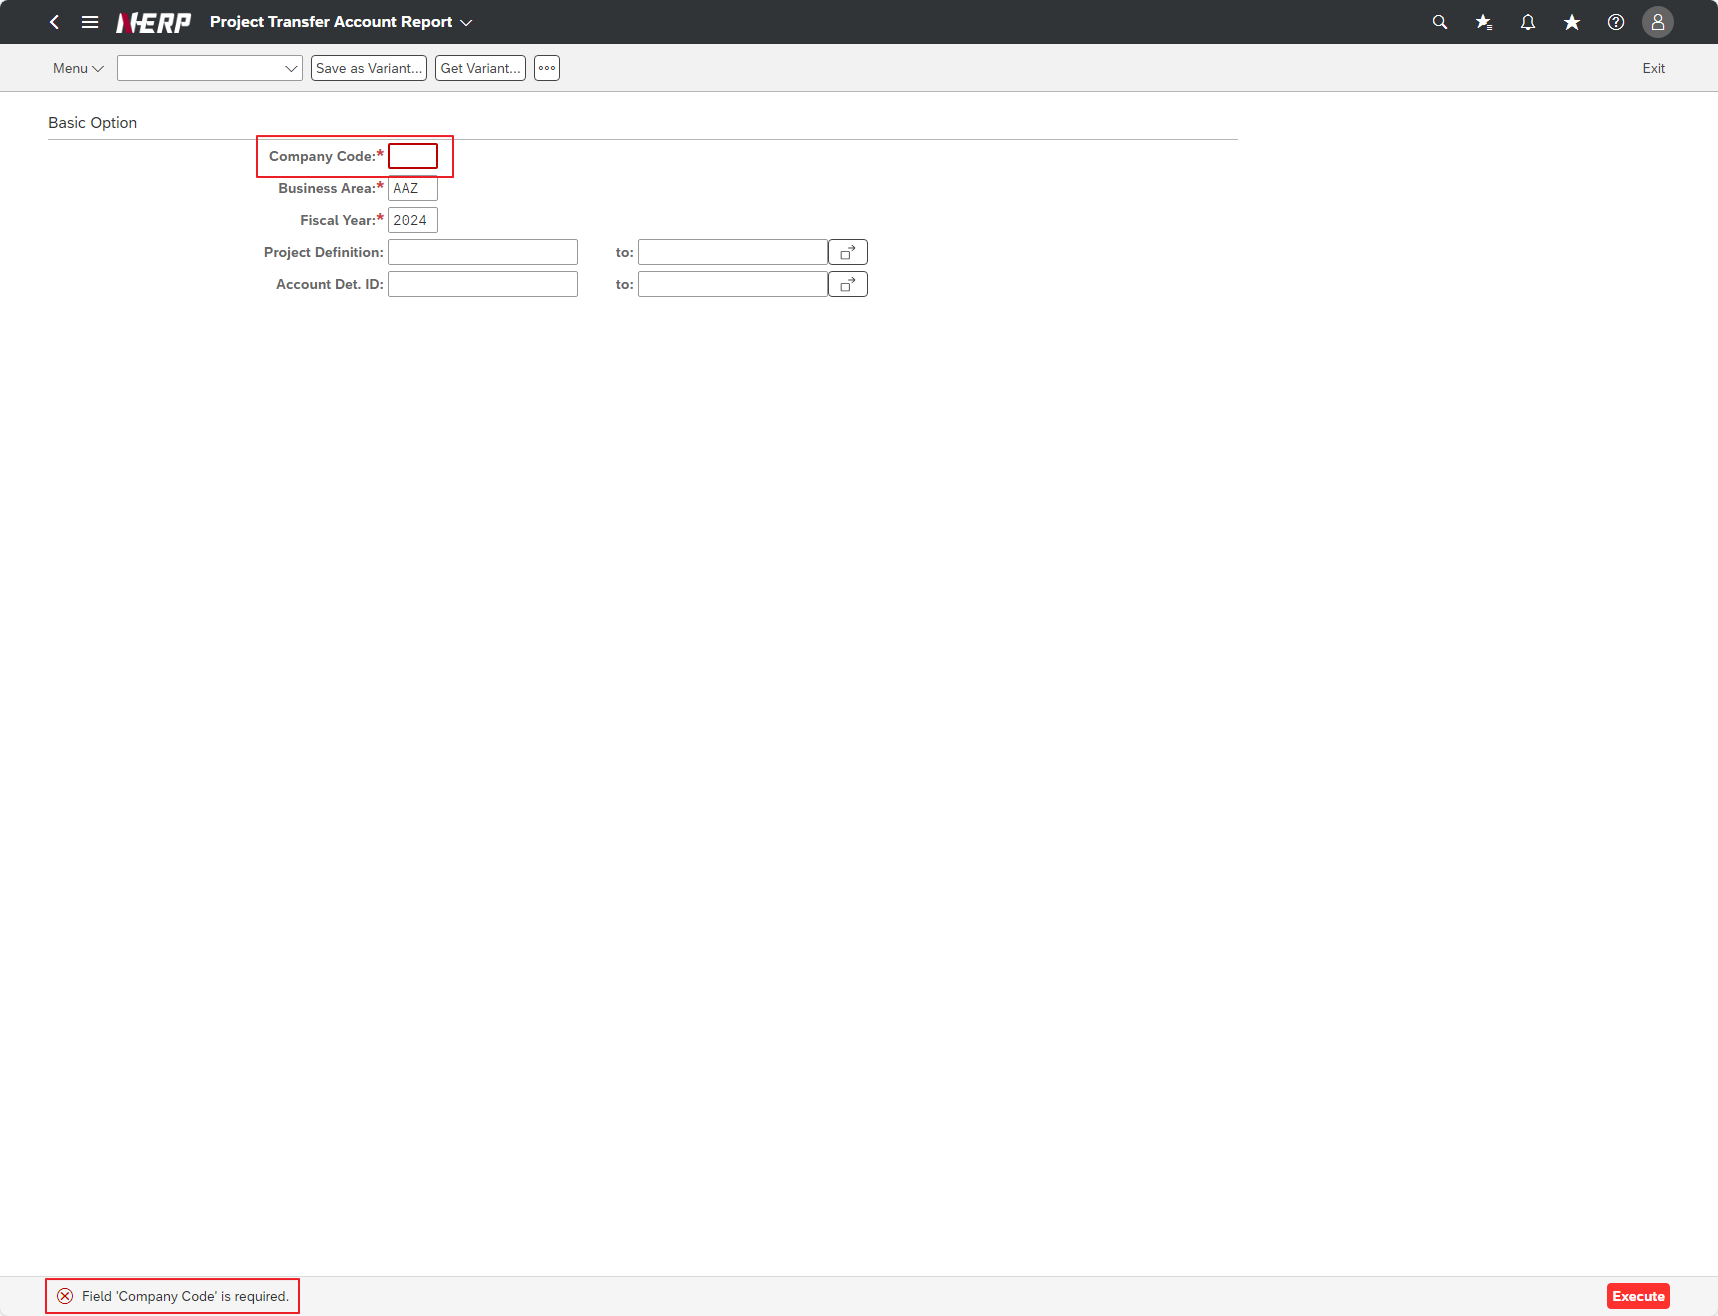 NERP Project Transfer Account Report
Menu Save as Variant... Get Variant... Exit
Basic Option
Company Code:*
Business Area:* AAZ
Fiscal Year:* 2024
Project Definition: to:
Account Det. ID: to:
Field 'Company Code' is required. Execute